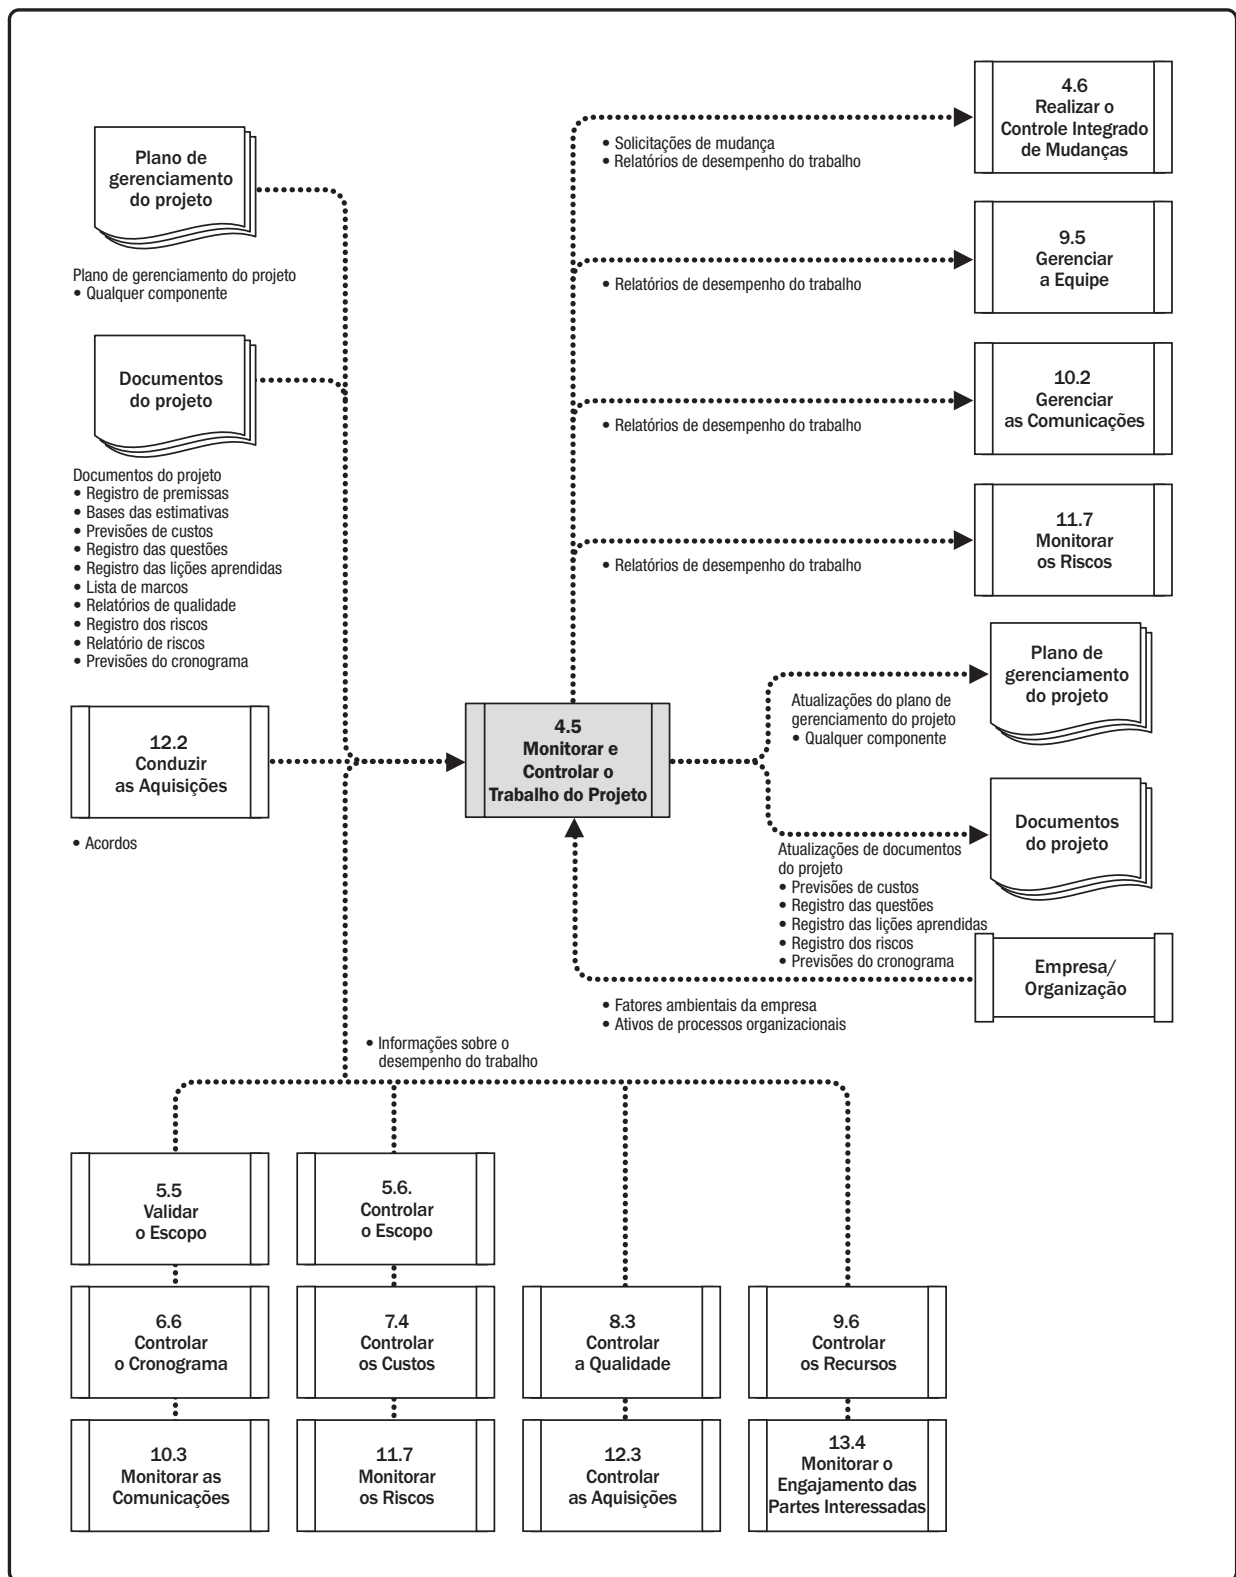 Plano de
gerenciamento
do projeto
Plano de gerenciamento do projeto
• Qualquer componente
Documentos
do projeto
Documentos do projeto
• Registro de premissas
• Bases das estimativas
• Previsões de custos
• Registro das questões
• Registro das lições aprendidas
• Lista de marcos
• Relatórios de qualidade
• Registro dos riscos
• Relatório de riscos
• Previsões do cronograma
12.2
Conduzir
as Aquisições
• Acordos
4.5
Monitorar e
Controlar o
Trabalho do Projeto
• Solicitações de mudança
• Relatórios de desempenho do trabalho
4.6
Realizar o
Controle Integrado
de Mudanças
• Relatórios de desempenho do trabalho
9.5
Gerenciar
a Equipe
• Relatórios de desempenho do trabalho
10.2
Gerenciar
as Comunicações
• Relatórios de desempenho do trabalho
11.7
Monitorar
os Riscos
Atualizações do plano de
gerenciamento do projeto
• Qualquer componente
Plano de
gerenciamento
do projeto
Atualizações de documentos
do projeto
• Previsões de custos
• Registro das questões
• Registro das lições aprendidas
• Registro dos riscos
• Previsões do cronograma
Documentos
do projeto
Empresa/
Organização
• Fatores ambientais da empresa
• Ativos de processos organizacionais
• Informações sobre o
desempenho do trabalho
5.5
Validar
o Escopo
5.6.
Controlar
o Escopo
6.6
Controlar
o Cronograma
7.4
Controlar
os Custos
8.3
Controlar
a Qualidade
9.6
Controlar
os Recursos
10.3
Monitorar as
Comunicações
11.7
Monitorar
os Riscos
12.3
Controlar
as Aquisições
13.4
Monitorar o
Engajamento das
Partes Interessadas